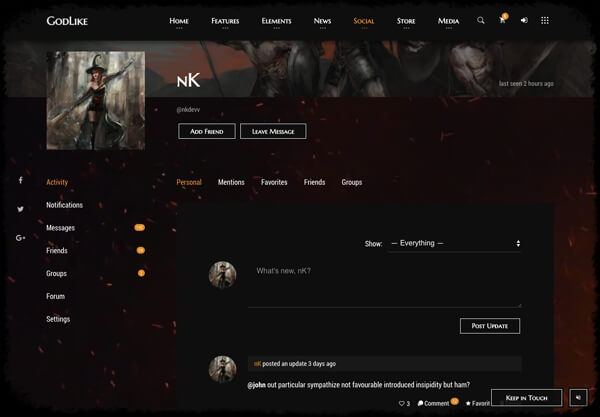 GodLike
Home Features Elements News Social Store Media
nK
last seen 2 hours ago
@nkdevv
Add Friend Leave Message
Activity
Notifications
Messages
Friends
Groups
Forum
Settings
Personal Mentions Favorites Friends Groups
Show: — Everything —
What's new, nK?
Post Update
nK posted an update 3 days ago
@john out particular sympathize not favourable introduced insipidity but ham?
3 Comment 12 Favorit
Keep in Touch